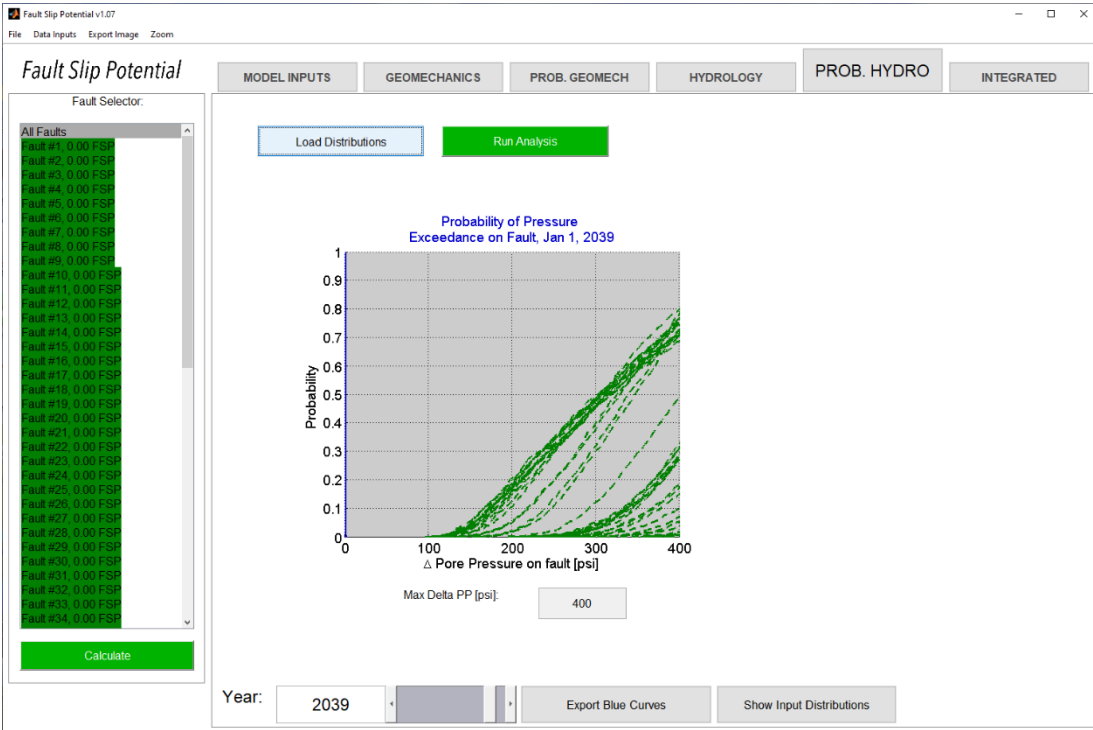 Fault Slip Potential v1.07
File Data Inputs Export Image Zoom
Fault Slip Potential
MODEL INPUTS GEOMECHANICS PROB. GEOMECH HYDROLOGY PROB. HYDRO INTEGRATED
Fault Selector:
All Faults
Fault #1, 0.00 FSP
Fault #2, 0.00 FSP
Fault #3, 0.00 FSP
Fault #4, 0.00 FSP
Fault #5, 0.00 FSP
Fault #6, 0.00 FSP
Fault #7, 0.00 FSP
Fault #8, 0.00 FSP
Fault #9, 0.00 FSP
Fault #10, 0.00 FSP
Fault #11, 0.00 FSP
Fault #12, 0.00 FSP
Fault #13, 0.00 FSP
Fault #14, 0.00 FSP
Fault #15, 0.00 FSP
Fault #16, 0.00 FSP
Fault #17, 0.00 FSP
Fault #18, 0.00 FSP
Fault #19, 0.00 FSP
Fault #20, 0.00 FSP
Fault #21, 0.00 FSP
Fault #22, 0.00 FSP
Fault #23, 0.00 FSP
Fault #24, 0.00 FSP
Fault #25, 0.00 FSP
Fault #26, 0.00 FSP
Fault #27, 0.00 FSP
Fault #28, 0.00 FSP
Fault #29, 0.00 FSP
Fault #30, 0.00 FSP
Fault #31, 0.00 FSP
Fault #32, 0.00 FSP
Fault #33, 0.00 FSP
Fault #34, 0.00 FSP
Calculate
Load Distributions Run Analysis
Probability of Pressure
Exceedance on Fault, Jan 1, 2039
1
0.9
0.8
0.7
0.6
0.5
0.4
0.3
0.2
0.1
0
Probability
0 100 200 300 400
Δ Pore Pressure on fault [psi]
Max Delta PP [psi]: 400
Year: 2039 Export Blue Curves Show Input Distributions